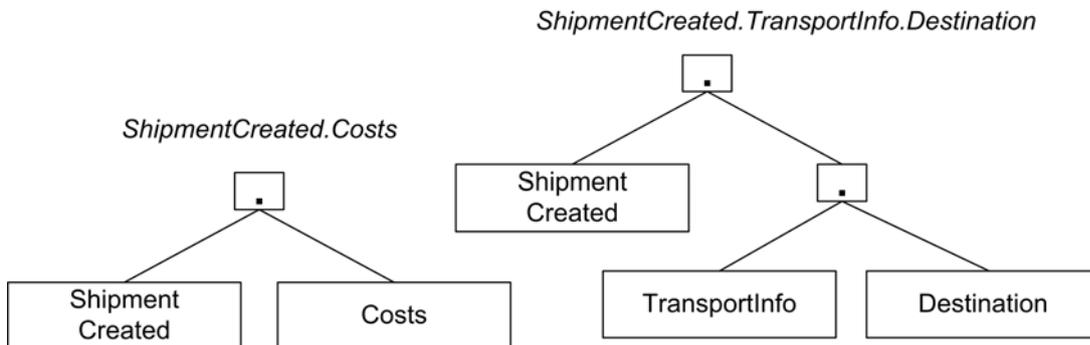 ShipmentCreated.TransportInfo.Destination
.
ShipmentCreated.Costs
Shipment
Created
.
.
Shipment
Created
Costs
TransportInfo
Destination